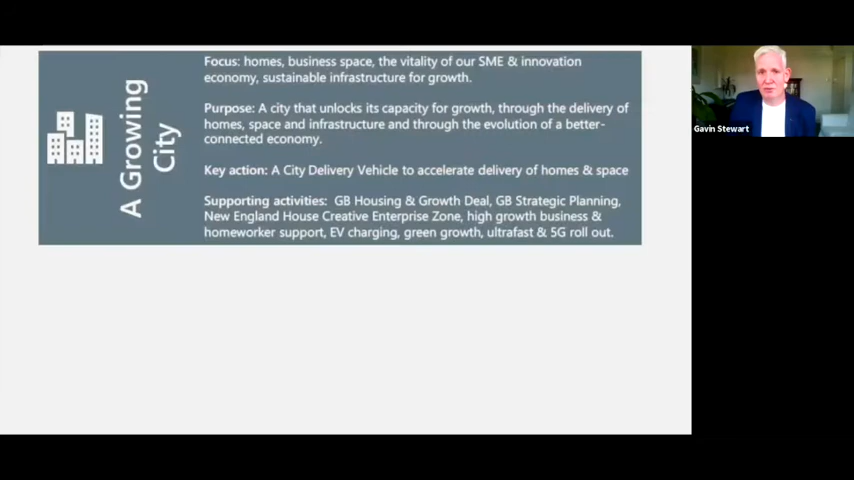 A Growing
City
Focus: homes, business space, the vitality of our SME & innovation
economy, sustainable infrastructure for growth.
Purpose: A city that unlocks its capacity for growth, through the delivery of
homes, space and infrastructure and through the evolution of a better-
connected economy.
Key action: A City Delivery Vehicle to accelerate delivery of homes & space
Supporting activities:  GB Housing & Growth Deal, GB Strategic Planning,
New England House Creative Enterprise Zone, high growth business &
homeworker support, EV charging, green growth, ultrafast & 5G roll out.
Gavin Stewart